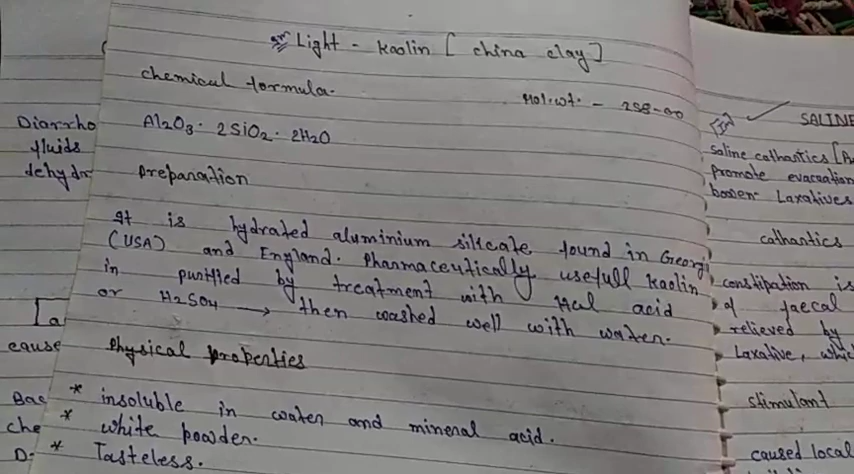 Light - Kaolin [ china clay ]
chemical formula.
Mol.wt. - 258-00
Al2O3. 2SiO2. 2H2O
preparation
It is hydrated aluminium silicate found in Georgi
(USA) and England. Pharmaceutically usefull kaolin
in purified by treatment with Hcl acid
or H2SO4 → then washed well with water.
Physical properties
* insoluble in water and mineral acid.
* white powder.
* Tasteless.
Diarrho
fluids
dehydr
[a
cause
Bac
che
D
SALINE
saline cathartics [
promote evacuation
Laxatives
cathartics
constipation is
of faecal
relieved by
Laxative, whic
stimulant
caused local